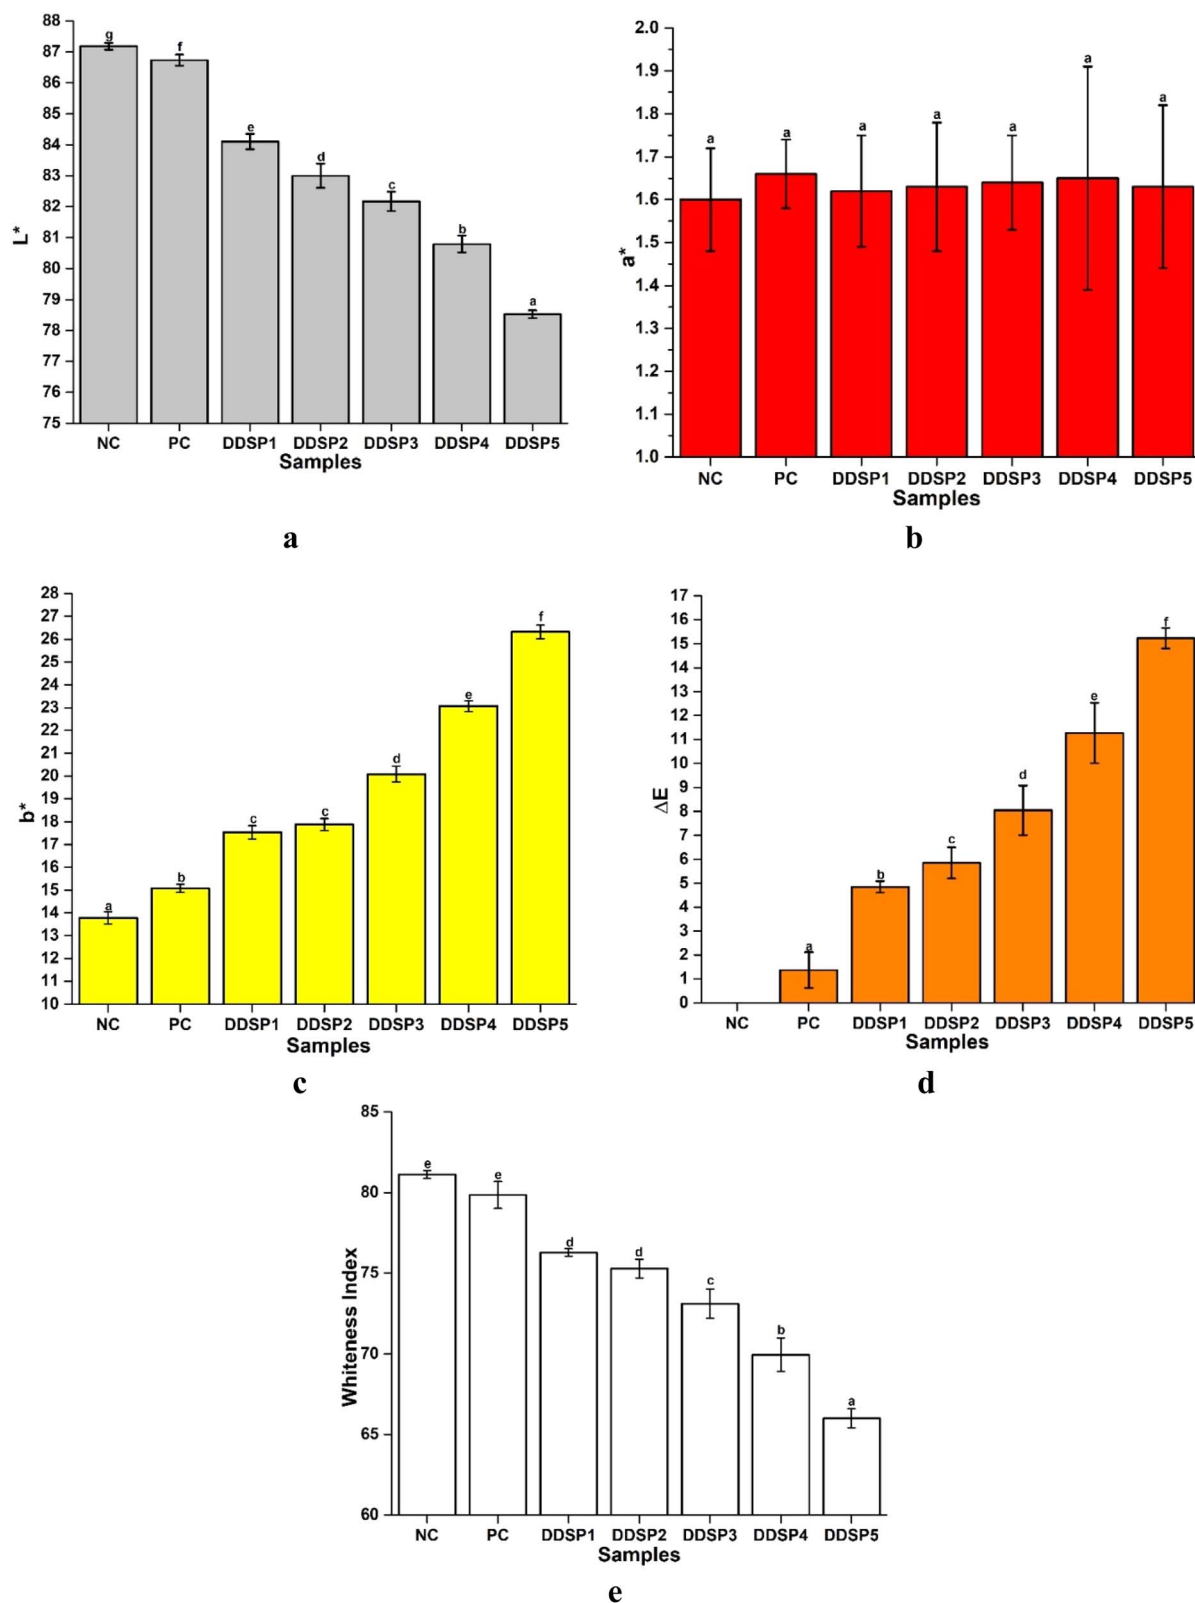 88
87
86
85
84
83
82
81
80
79
78
77
76
75
L*
g
f
e
d
c
b
a
NC PC DDSP1 DDSP2 DDSP3 DDSP4 DDSP5
Samples
a
2.0
1.9
1.8
1.7
1.6
1.5
1.4
1.3
1.2
1.1
1.0
a*
a a a a a a a
NC PC DDSP1 DDSP2 DDSP3 DDSP4 DDSP5
Samples
b
28
27
26
25
24
23
22
21
20
19
18
17
16
15
14
13
12
11
10
b*
a b c c d e f
NC PC DDSP1 DDSP2 DDSP3 DDSP4 DDSP5
Samples
c
17
16
15
14
13
12
11
10
9
8
7
6
5
4
3
2
1
0
ΔE
a b c d e f
NC PC DDSP1 DDSP2 DDSP3 DDSP4 DDSP5
Samples
d
85
80
75
70
65
60
Whiteness Index
e e d d c b a
NC PC DDSP1 DDSP2 DDSP3 DDSP4 DDSP5
Samples
e